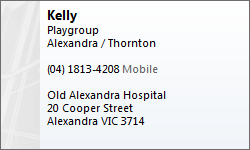 Kelly
Playgroup
Alexandra / Thornton
(04) 1813-4208 Mobile
Old Alexandra Hospital
20 Cooper Street
Alexandra VIC 3714